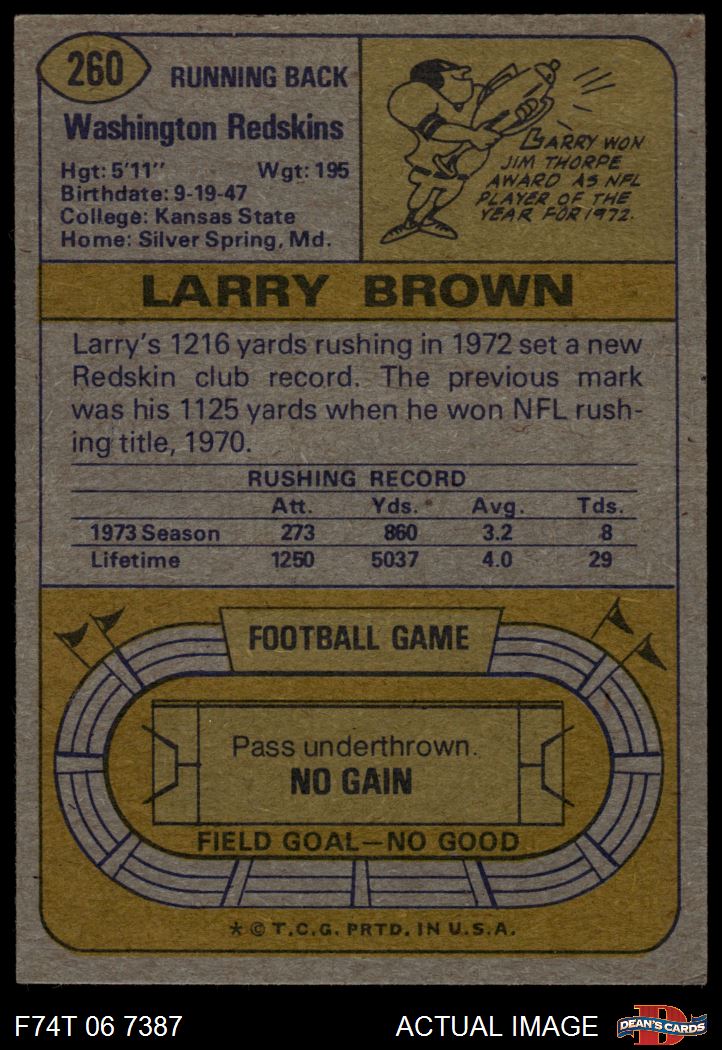 260
RUNNING BACK
Washington Redskins
Hgt: 5'11" Wgt: 195
Birthdate: 9-19-47
College: Kansas State
Home: Silver Spring, Md.
LARRY WON
JIM THORPE
AWARD AS NFL
PLAYER OF THE
YEAR FOR 1972.
LARRY BROWN
Larry's 1216 yards rushing in 1972 set a new
Redskin club record. The previous mark
was his 1125 yards when he won NFL rush-
ing title, 1970.
RUSHING RECORD
Att. Yds. Avg. Tds.
1973 Season 273 860 3.2 8
Lifetime 1250 5037 4.0 29
FOOTBALL GAME
Pass underthrown.
NO GAIN
FIELD GOAL—NO GOOD
* © T.C.G. PRTD. IN U.S.A.
F74T 06 7387 ACTUAL IMAGE
D
DEAN'S CARDS